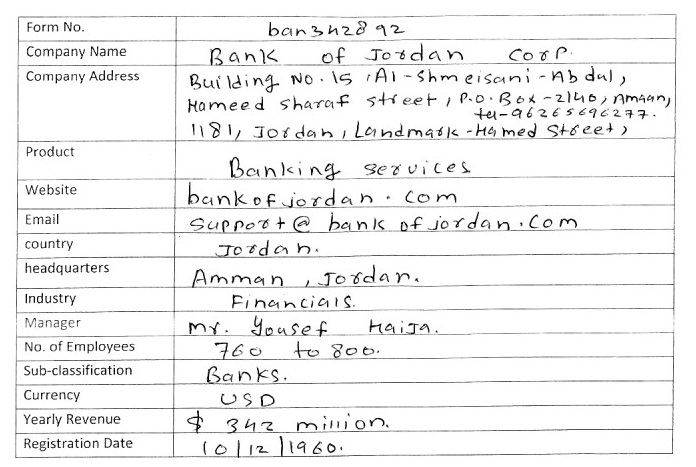 Form No. ban342892
Company Name Bank of Jordan Corp.
Company Address Building No. 15, Al-Shmeisani-Abdul,
Hameed Sharaf street, P.O. Box-2140, Amaan,
tel-96265696277.
1181, Jordan, Landmark-Hamed Street,
Product Banking services
Website bankofjordan.com
Email support@bankofjordan.com
country Jordan.
headquarters Amman, Jordan.
Industry Financials.
Manager Mr. Yousef Haija.
No. of Employees 760 to 800.
Sub-classification Banks.
Currency USD
Yearly Revenue $ 342 million.
Registration Date 10/12/1960.